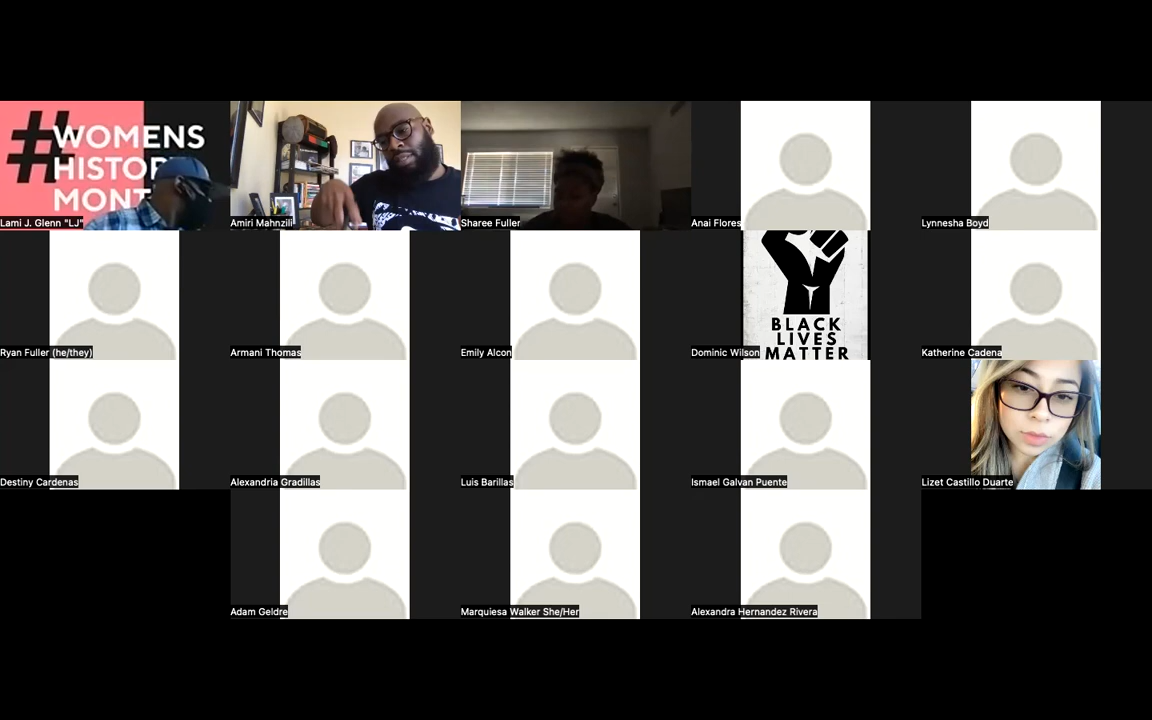 #WOMENS
HISTOR
MONT
Lami J. Glenn "LJ"
Amiri Mahnzili
Sharee Fuller
Anai Flores
Lynnesha Boyd
Ryan Fuller (he/they)
Armani Thomas
Emily Alcon
BLACK
LIVES
MATTER
Dominic Wilson
Katherine Cadena
Destiny Cardenas
Alexandria Gradillas
Luis Barillas
Ismael Galvan Puente
Lizet Castillo Duarte
Adam Geldre
Marquiesa Walker She/Her
Alexandra Hernandez Rivera